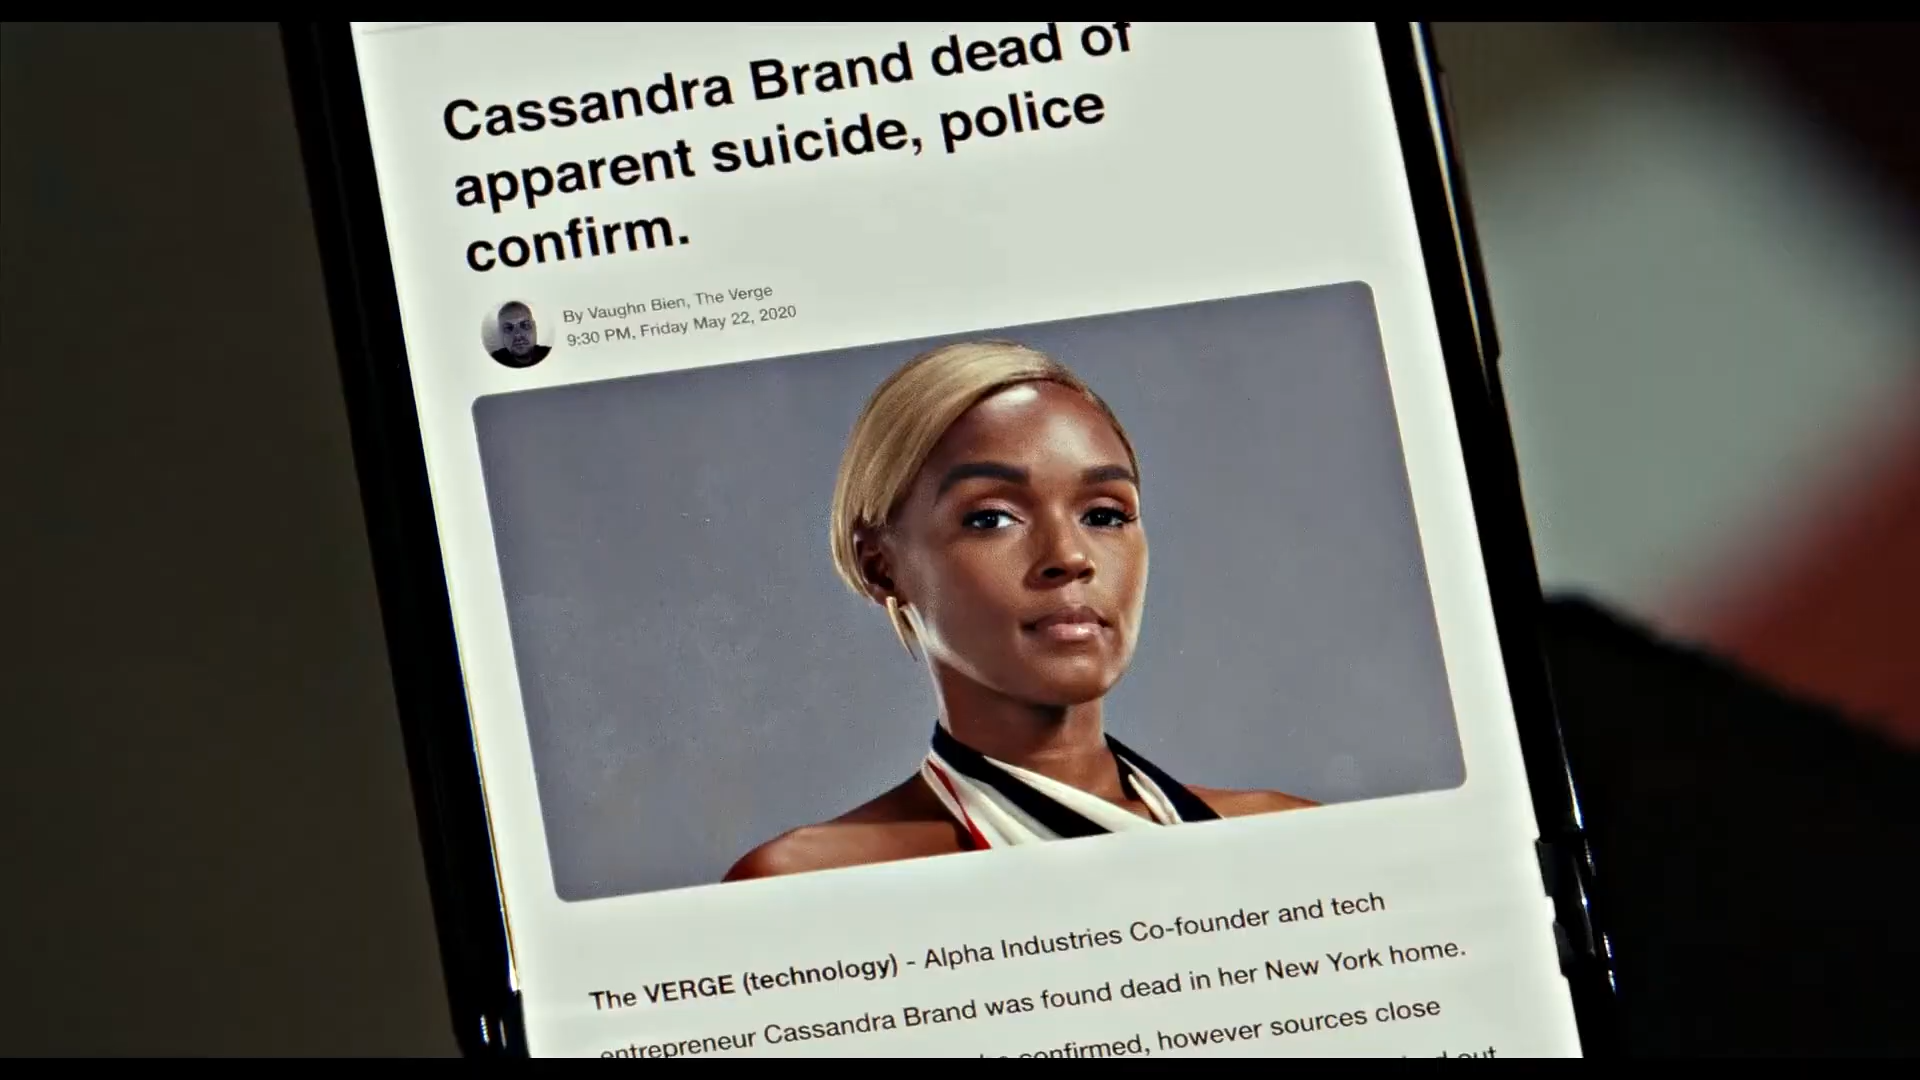 Cassandra Brand dead of
apparent suicide, police
confirm.
By Vaughn Bien, The Verge
9:30 PM, Friday May 22, 2020
The VERGE (technology) - Alpha Industries Co-founder and tech
entrepreneur Cassandra Brand was found dead in her New York home.
confirmed, however sources close
out